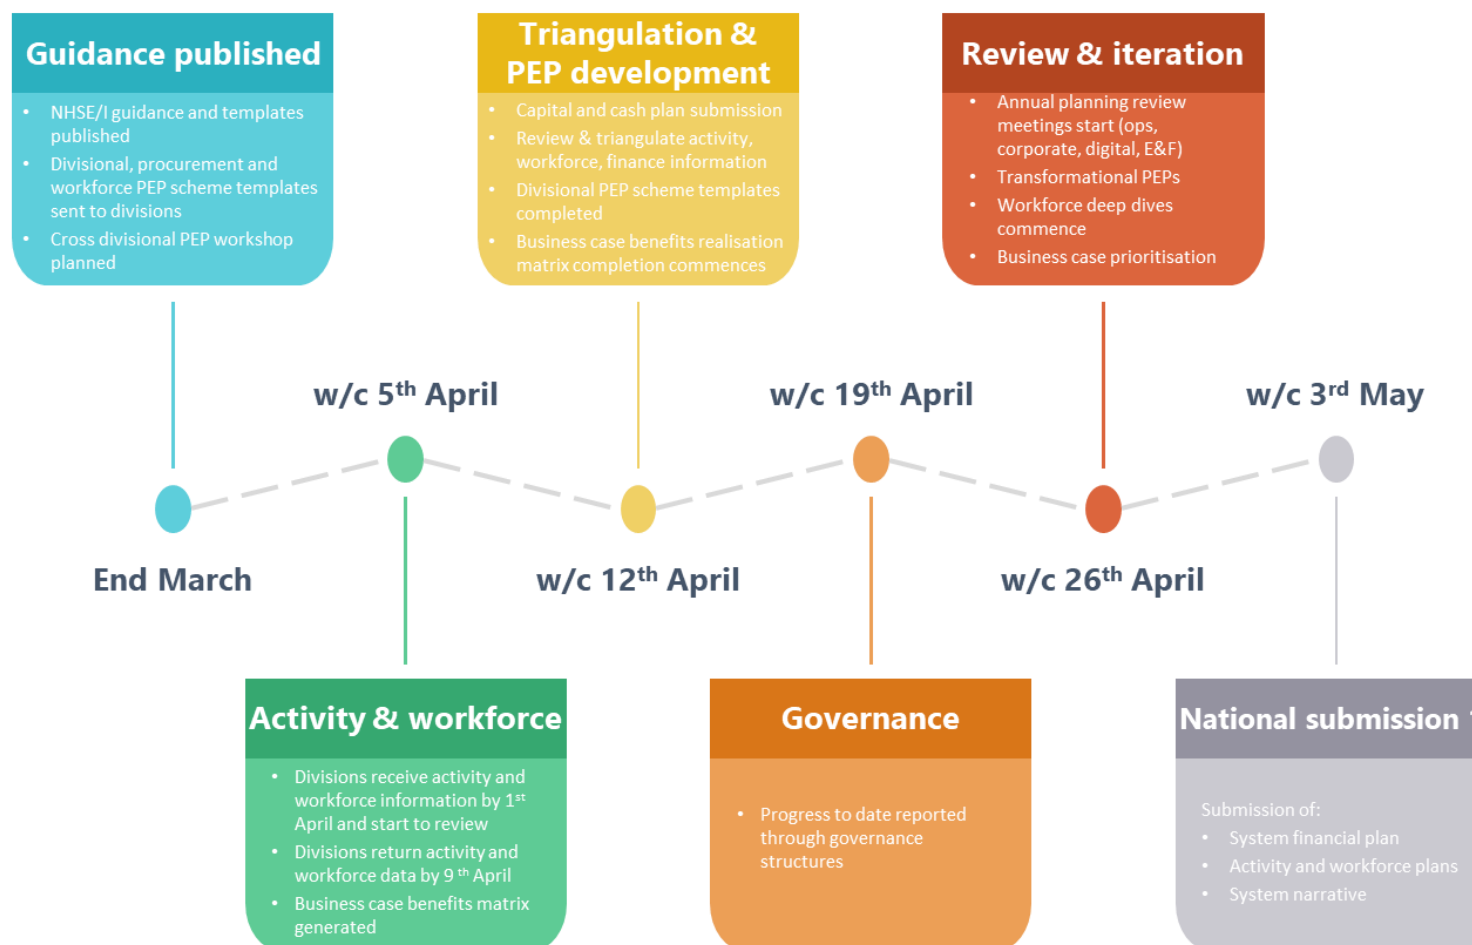 Guidance published
• NHSE/I guidance and templates
published
• Divisional, procurement and
workforce PEP scheme templates
sent to divisions
• Cross divisional PEP workshop
planned
Triangulation &
PEP development
• Capital and cash plan submission
• Review & triangulate activity,
workforce, finance information
• Divisional PEP scheme templates
completed
• Business case benefits realisation
matrix completion commences
Review & iteration
• Annual planning review
meetings start (ops,
corporate, digital, E&F)
• Transformational PEPs
• Workforce deep dives
commence
• Business case prioritisation
w/c 5th April
w/c 19th April
w/c 3rd May
End March
w/c 12th April
w/c 26th April
Activity & workforce
• Divisions receive activity and
workforce information by 1st
April and start to review
• Divisions return activity and
workforce data by 9 th April
• Business case benefits matrix
generated
Governance
• Progress to date reported
through governance
structures
National submission
Submission of:
• System financial plan
• Activity and workforce plans
• System narrative